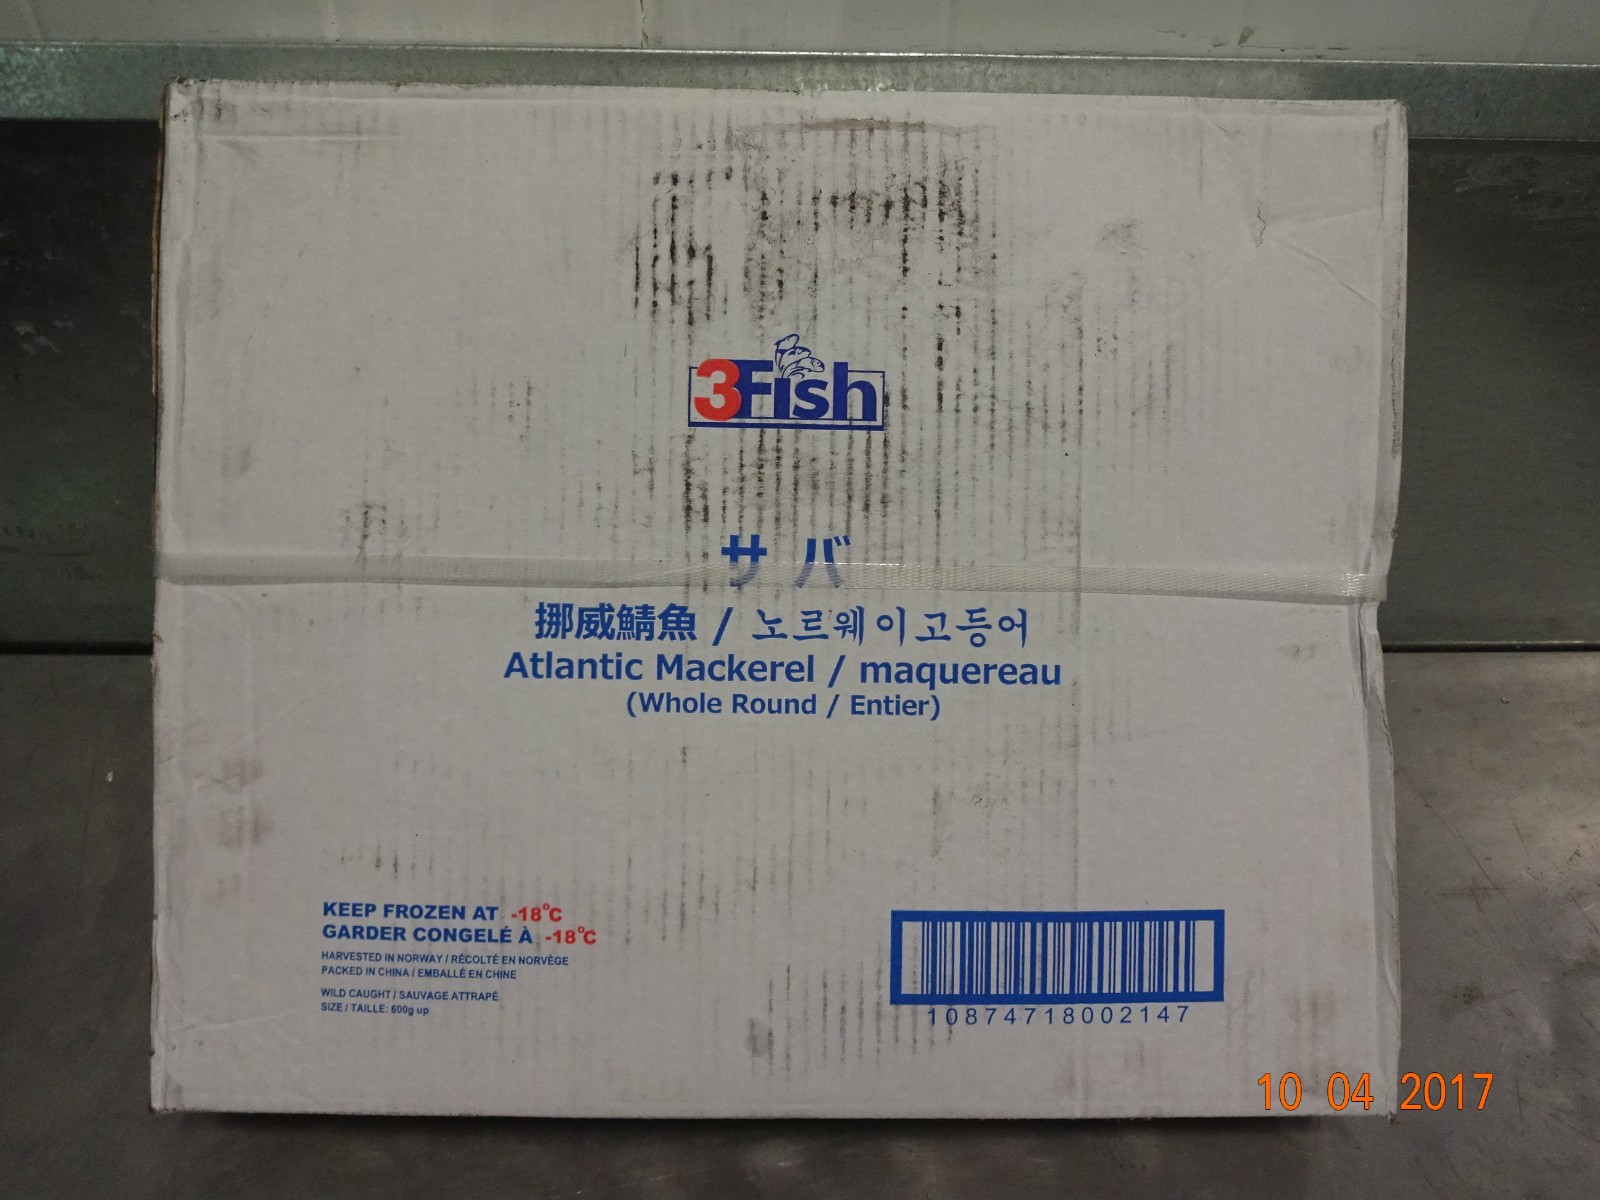 3Fish
サバ
挪威鯖魚 / 노르웨이고등어
Atlantic Mackerel / maquereau
(Whole Round / Entier)
KEEP FROZEN AT -18°C
GARDER CONGELÉ À -18°C
HARVESTED IN NORWAY / RÉCOLTÉ EN NORVÈGE
PACKED IN CHINA / EMBALLÉ EN CHINE
WILD CAUGHT / SAUVAGE ATTRAPÉ
SIZE / TAILLE: 600g up
10874718002147
10 04 2017